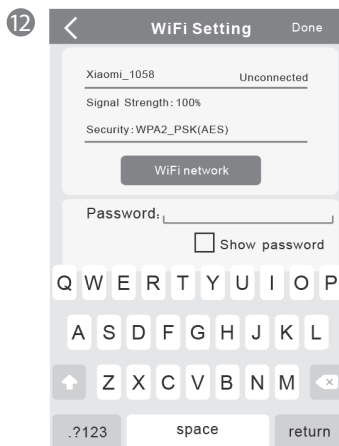 12
WiFi Setting Done
Xiaomi_1058 Unconnected
Signal Strength:100%
Security:WPA2_PSK(AES)
WiFi network
Password:
Show password
Q W E R T Y U I O P
A S D F G H J K L
Z X C V B N M
.?123 space return